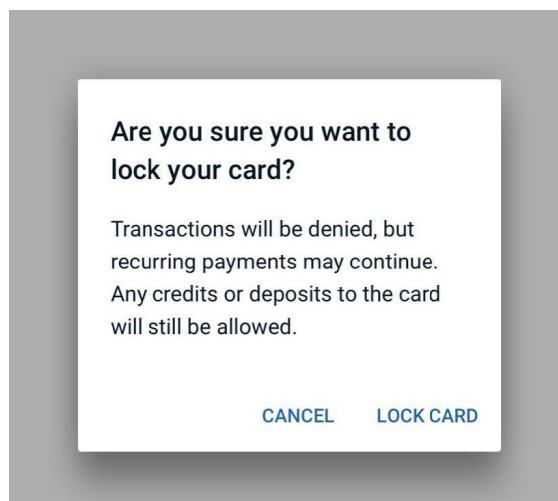 Are you sure you want to
lock your card?
Transactions will be denied, but
recurring payments may continue.
Any credits or deposits to the card
will still be allowed.
CANCEL LOCK CARD